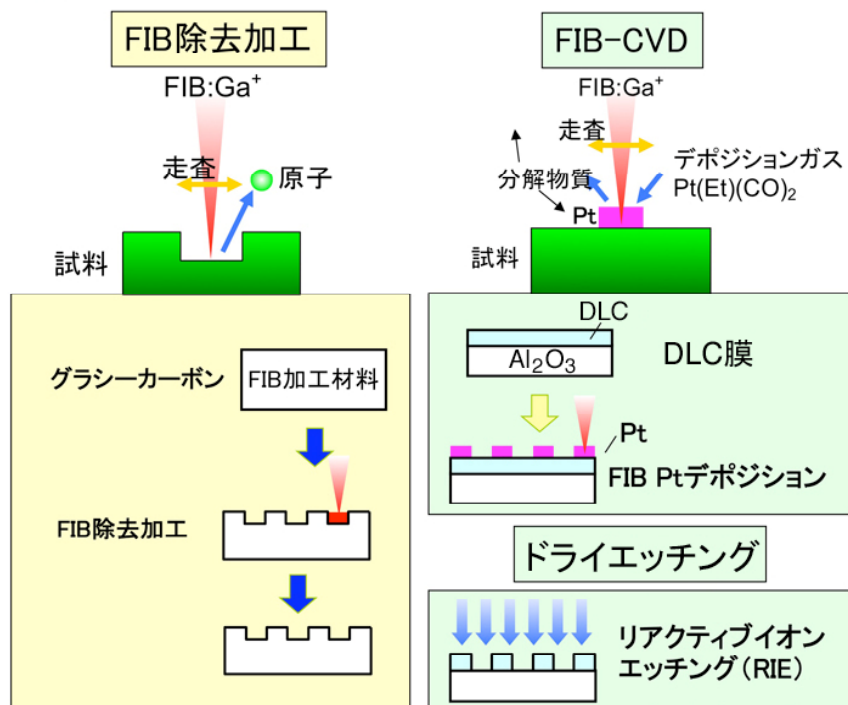 FIB除去加工
FIB:Ga⁺
走査
原子
試料
グラシーカーボン
FIB加工材料
FIB除去加工
FIB-CVD
FIB:Ga⁺
走査
デポジションガス
Pt(Et)(CO)₂
分解物質
Pt
試料
DLC
Al₂O₃
DLC膜
Pt
FIB Ptデポジション
ドライエッチング
リアクティブイオン
エッチング(RIE)